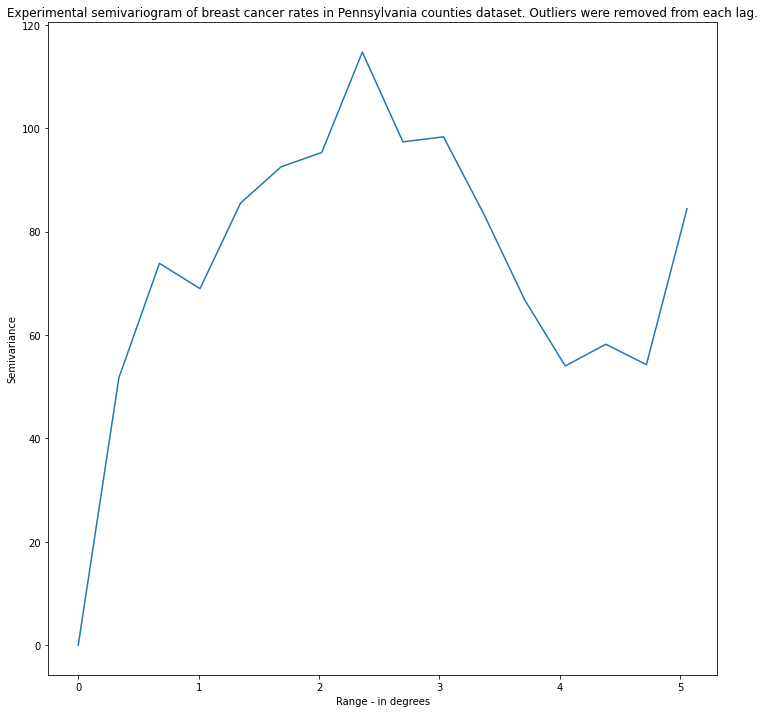 Experimental semivariogram of breast cancer rates in Pennsylvania counties dataset. Outliers were removed from each lag.
120
100
80
60
40
20
0
Semivariance
0 1 2 3 4 5
Range - in degrees